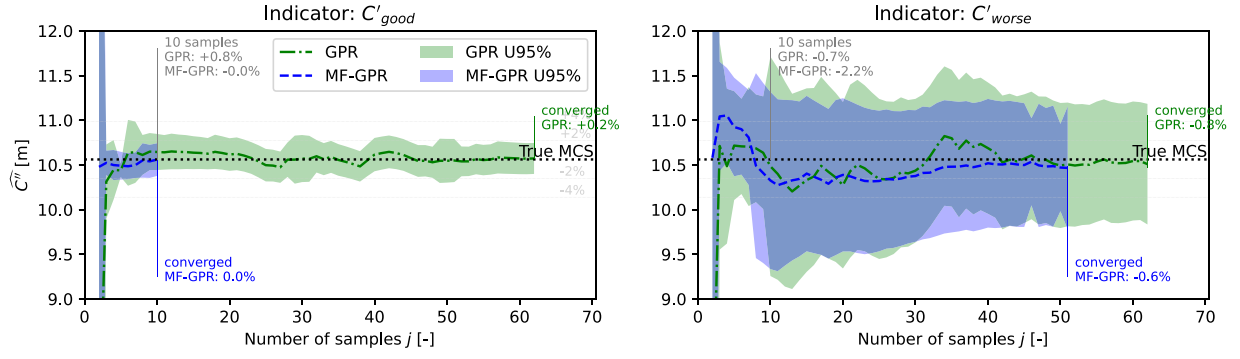 Indicator: C'good
12.0
11.5
11.0
10.5
10.0
9.5
9.0
Ĉ'' [m]
0
10
20
30
40
50
60
70
Number of samples j [-]
10 samples
GPR: +0.8%
MF-GPR: -0.0%
GPR
MF-GPR
GPR U95%
MF-GPR U95%
converged
GPR: +0.2%
+2%
True MCS
-2%
-4%
converged
MF-GPR: 0.0%
Indicator: C'worse
12.0
11.5
11.0
10.5
10.0
9.5
9.0
0
10
20
30
40
50
60
70
Number of samples j [-]
10 samples
GPR: -0.7%
MF-GPR: -2.2%
converged
GPR: -0.8%
True MCS
converged
MF-GPR: -0.6%